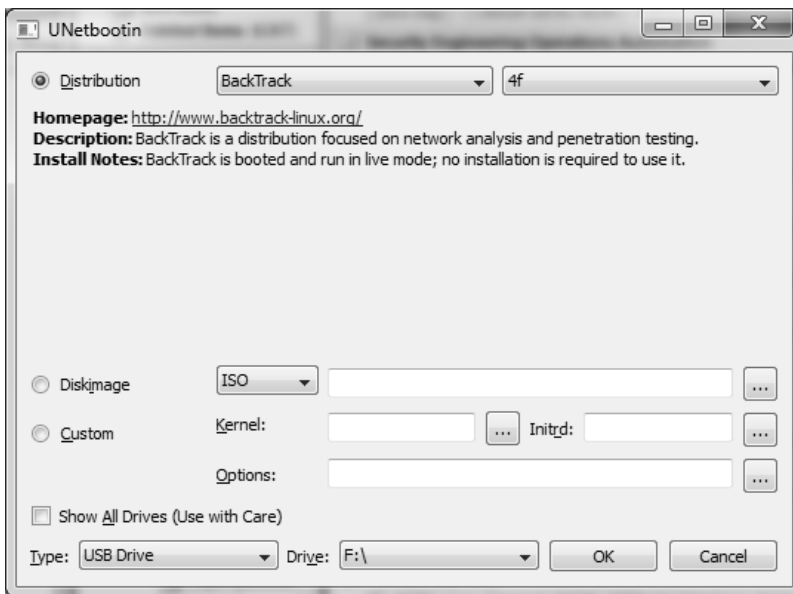 UNetbootin
Distribution BackTrack 4f
Homepage: http://www.backtrack-linux.org/
Description: BackTrack is a distribution focused on network analysis and penetration testing.
Install Notes: BackTrack is booted and run in live mode; no installation is required to use it.
Diskimage ISO ...
Custom Kernel: ... Initrd: ...
Options: ...
Show All Drives (Use with Care)
Type: USB Drive Drive: F:\ OK Cancel